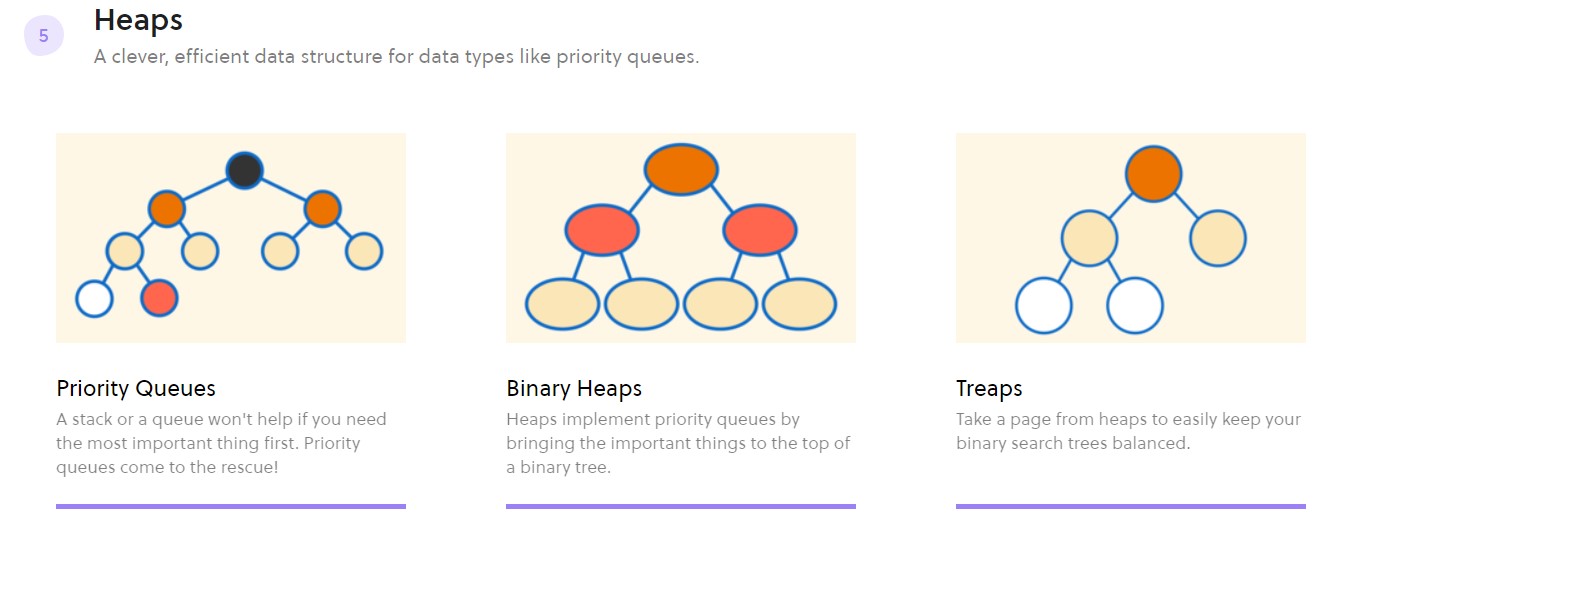 5
Heaps
A clever, efficient data structure for data types like priority queues.
Priority Queues
A stack or a queue won't help if you need
the most important thing first. Priority
queues come to the rescue!
Binary Heaps
Heaps implement priority queues by
bringing the important things to the top of
a binary tree.
Treaps
Take a page from heaps to easily keep your
binary search trees balanced.